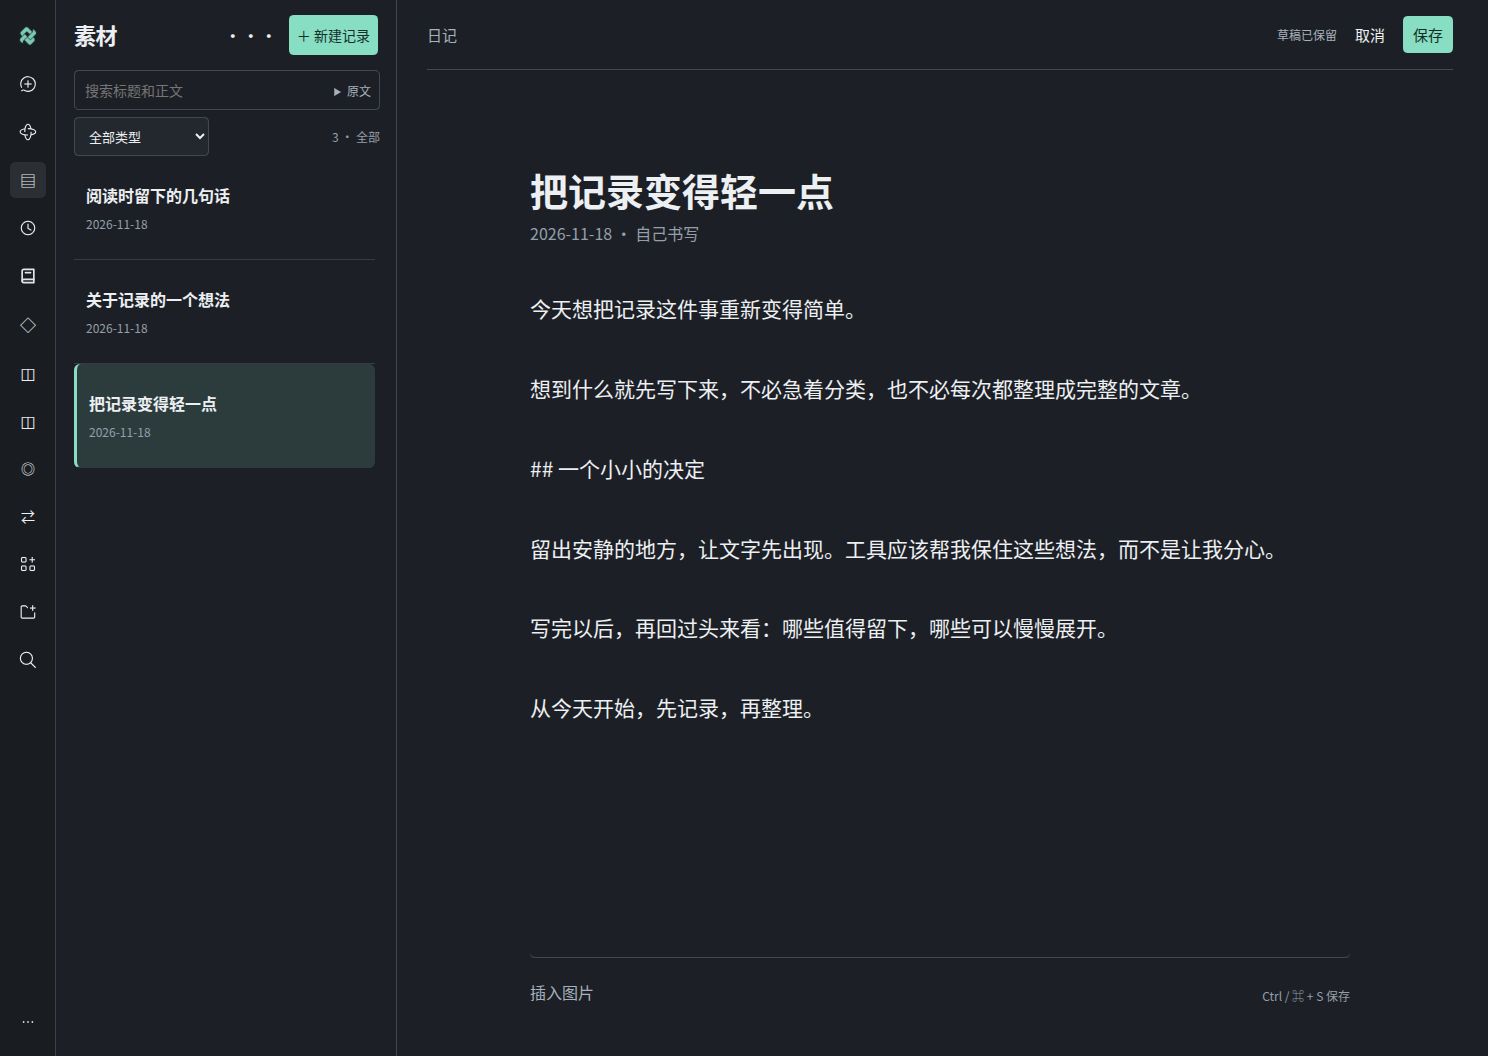 素材
• • •
＋ 新建记录
搜索标题和正文
▶ 原文
全部类型
3 · 全部
阅读时留下的几句话
2026-11-18
关于记录的一个想法
2026-11-18
把记录变得轻一点
2026-11-18
日记
草稿已保留
取消
保存
把记录变得轻一点
2026-11-18 · 自己书写
今天想把记录这件事重新变得简单。
想到什么就先写下来，不必急着分类，也不必每次都整理成完整的文章。
## 一个小小的决定
留出安静的地方，让文字先出现。工具应该帮我保住这些想法，而不是让我分心。
写完以后，再回过头来看：哪些值得留下，哪些可以慢慢展开。
从今天开始，先记录，再整理。
插入图片
Ctrl / ⌘ + S 保存